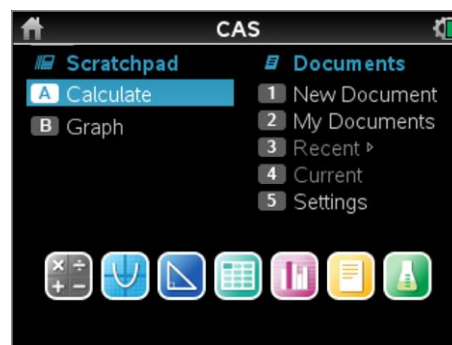 CAS
Scratchpad
A Calculate
B Graph
Documents
1 New Document
2 My Documents
3 Recent ▹
4 Current
5 Settings